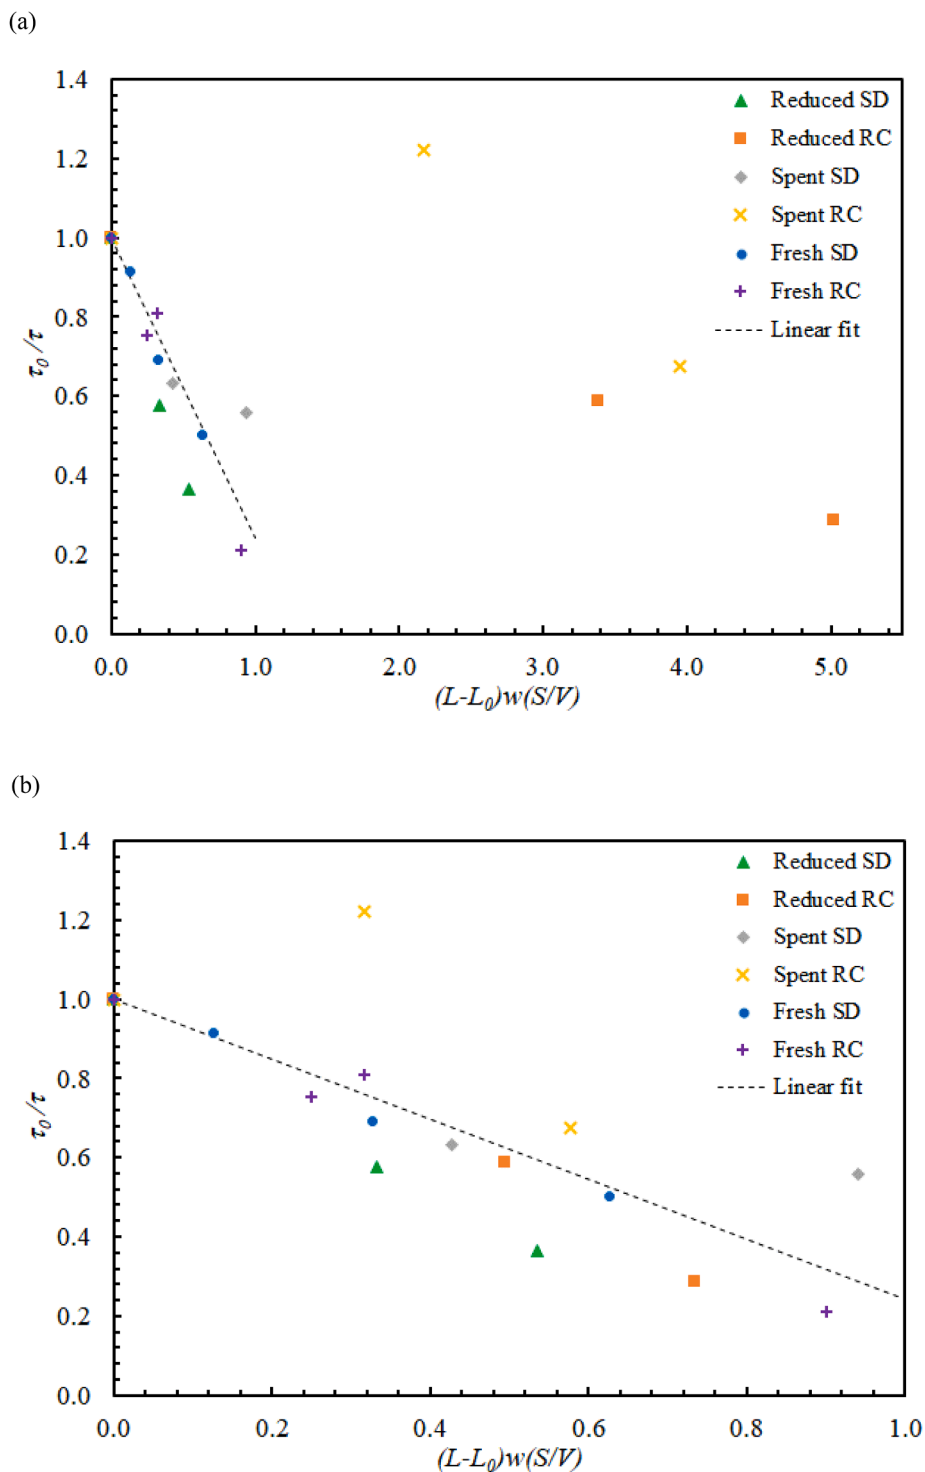 (a)
1.4
1.2
1.0
0.8
0.6
0.4
0.2
0.0
τ0/τ
0.0 1.0 2.0 3.0 4.0 5.0
(L-L0)w(S/V)
Reduced SD
Reduced RC
Spent SD
Spent RC
Fresh SD
Fresh RC
Linear fit
(b)
1.4
1.2
1.0
0.8
0.6
0.4
0.2
0.0
τ0/τ
0.0 0.2 0.4 0.6 0.8 1.0
(L-L0)w(S/V)
Reduced SD
Reduced RC
Spent SD
Spent RC
Fresh SD
Fresh RC
Linear fit